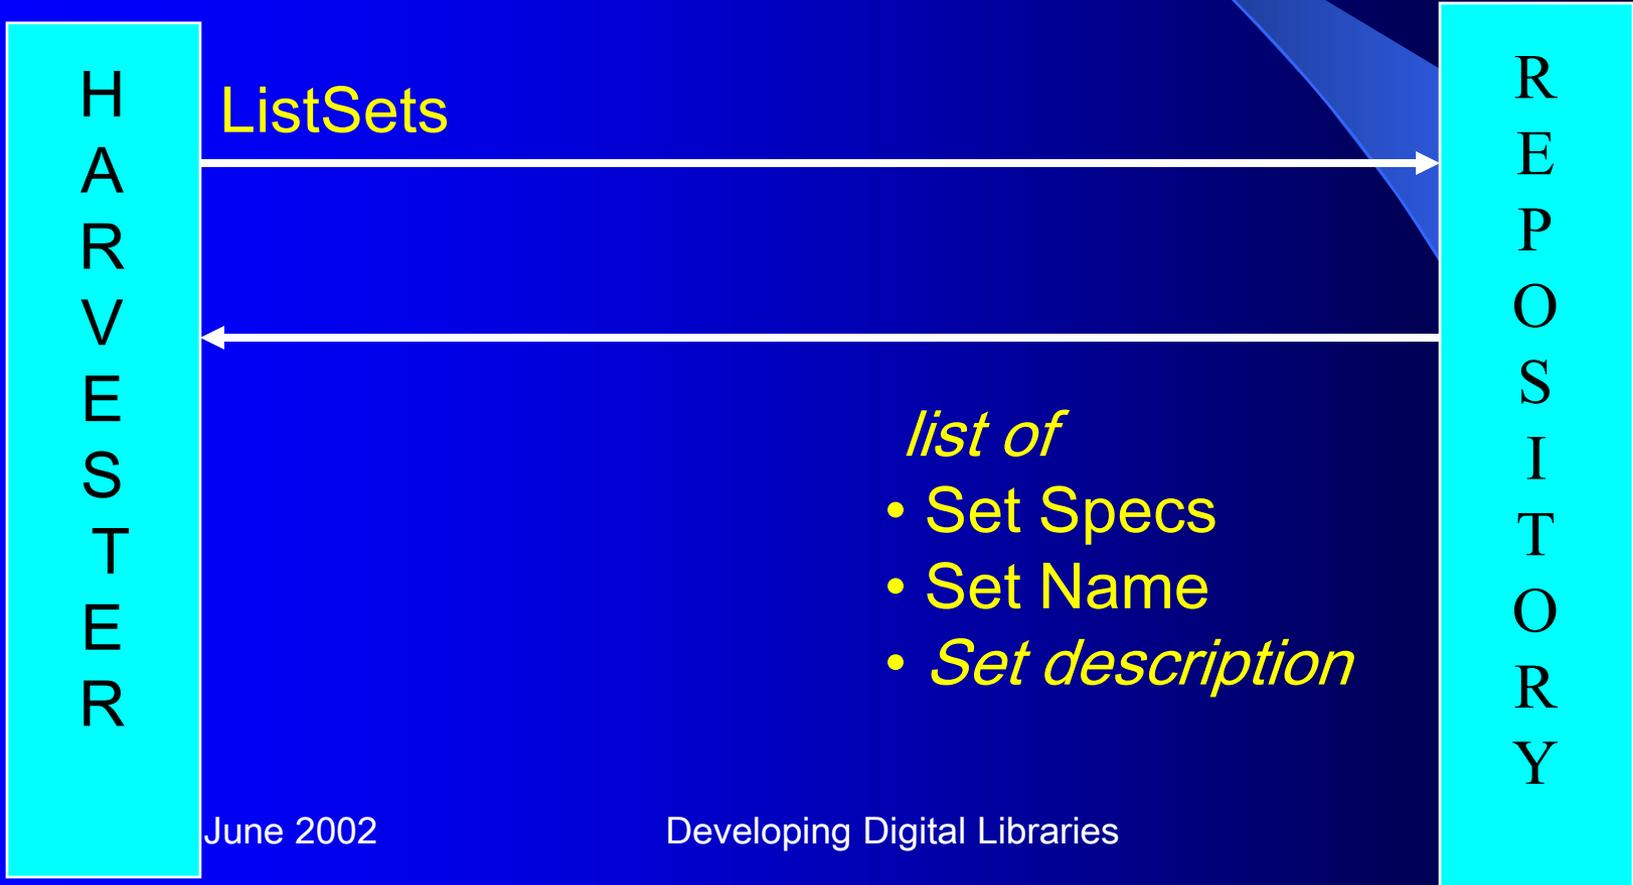 H
A
R
V
E
S
T
E
R
ListSets
list of
• Set Specs
• Set Name
• Set description
R
E
P
O
S
I
T
O
R
Y
June 2002
Developing Digital Libraries